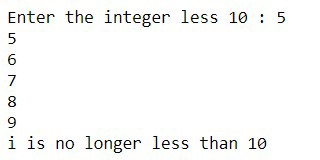 Enter the integer less 10 : 5
5
6
7
8
9
i is no longer less than 10